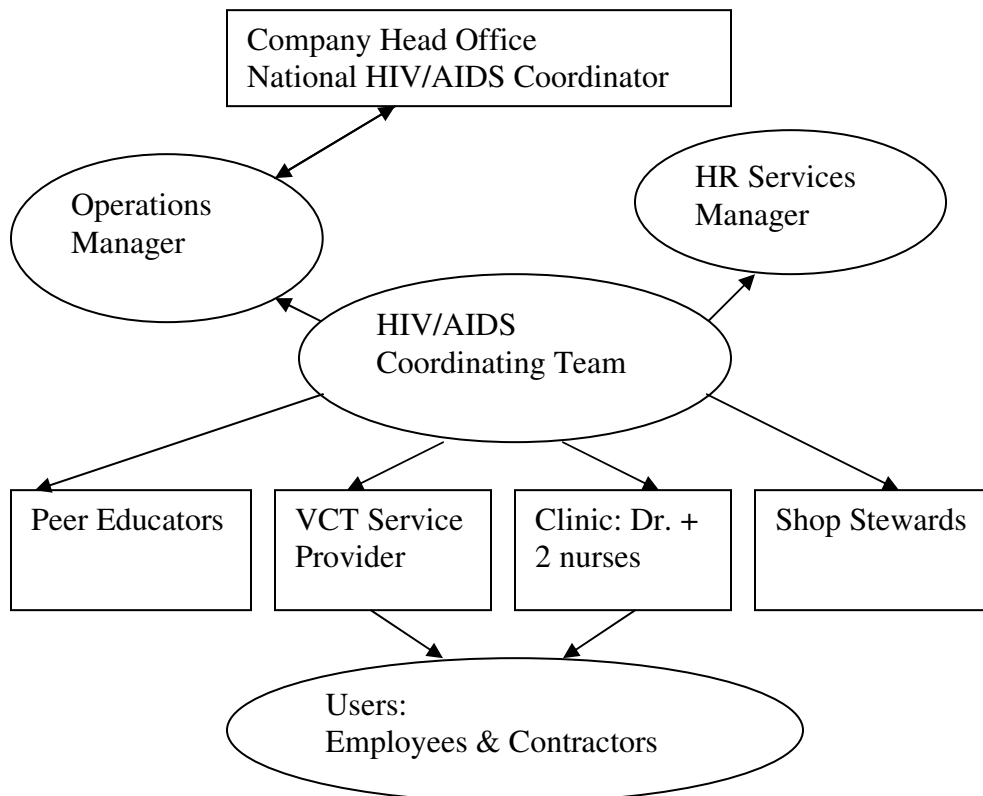 Company Head Office
National HIV/AIDS Coordinator
Operations
Manager
HR Services
Manager
HIV/AIDS
Coordinating Team
Peer Educators
VCT Service
Provider
Clinic: Dr. +
2 nurses
Shop Stewards
Users:
Employees & Contractors